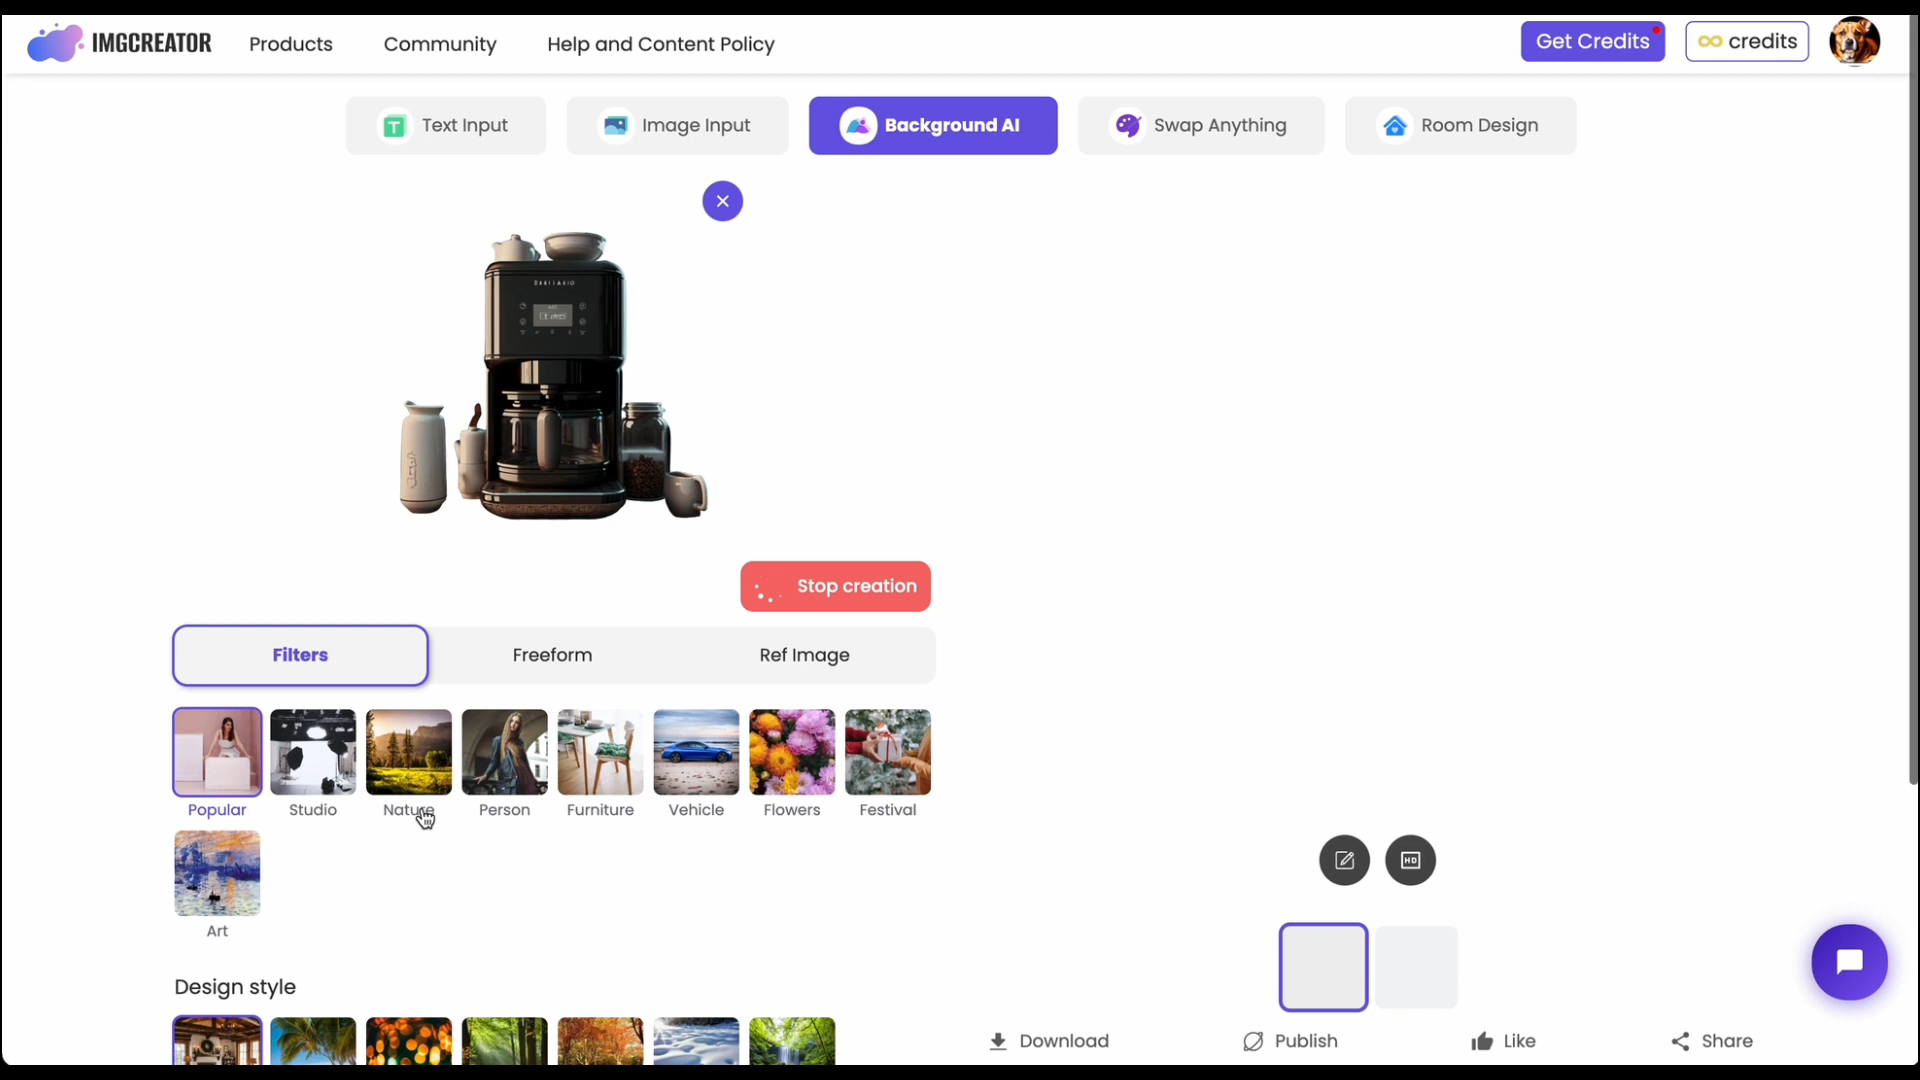 IMGCREATOR
Products
Community
Help and Content Policy
Get Credits
credits
Text Input
Image Input
Background AI
Swap Anything
Room Design
Stop creation
Filters
Freeform
Ref Image
Popular
Studio
Nature
Person
Furniture
Vehicle
Flowers
Festival
HD
Art
Design style
Download
Publish
Like
Share